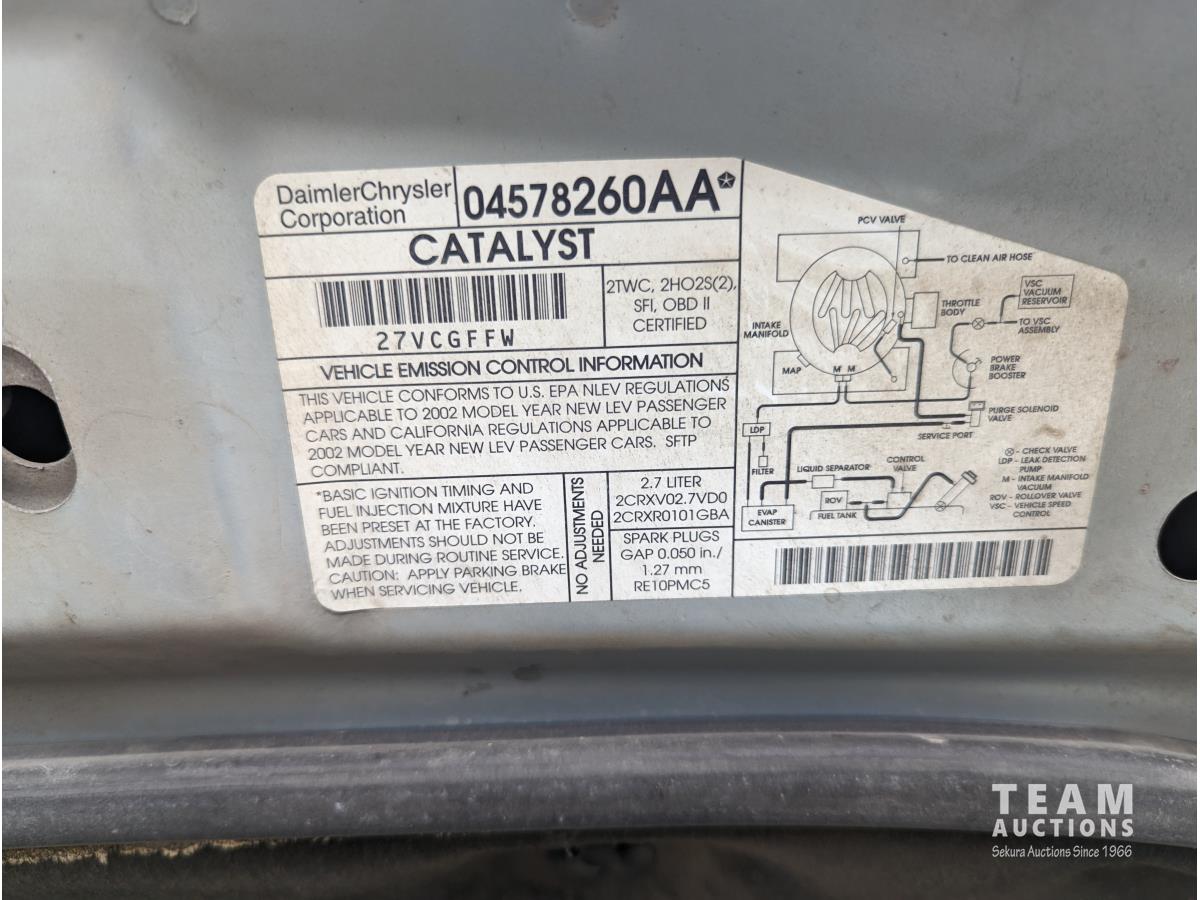 DaimlerChrysler
Corporation
04578260AA
CATALYST
27VCGFFW
2TWC, 2HO2S(2),
SFI, OBD II
CERTIFIED
VEHICLE EMISSION CONTROL INFORMATION
THIS VEHICLE CONFORMS TO U.S. EPA NLEV REGULATIONS
APPLICABLE TO 2002 MODEL YEAR NEW LEV PASSENGER
CARS AND CALIFORNIA REGULATIONS APPLICABLE TO
2002 MODEL YEAR NEW LEV PASSENGER CARS. SFTP
COMPLIANT.
*BASIC IGNITION TIMING AND
FUEL INJECTION MIXTURE HAVE
BEEN PRESET AT THE FACTORY.
ADJUSTMENTS SHOULD NOT BE
MADE DURING ROUTINE SERVICE.
CAUTION: APPLY PARKING BRAKE
WHEN SERVICING VEHICLE.
NO ADJUSTMENTS
NEEDED
2.7 LITER
2CRXV02.7VD0
2CRXR0101GBA
SPARK PLUGS
GAP 0.050 in./
1.27 mm
RE10PMC5
PCV VALVE
TO CLEAN AIR HOSE
VSC
VACUUM
RESERVOIR
THROTTLE
BODY
TO VSC
ASSEMBLY
INTAKE
MANIFOLD
MAP
M M
POWER
BRAKE
BOOSTER
LDP
PURGE SOLENOID
VALVE
SERVICE PORT
FILTER
LIQUID SEPARATOR
CONTROL
VALVE
ROV
FUEL TANK
EVAP
CANISTER
⊗ - CHECK VALVE
LDP - LEAK DETECTION
PUMP
M - INTAKE MANIFOLD
VACUUM
ROV - ROLLOVER VALVE
VSC - VEHICLE SPEED
CONTROL
TEAM
AUCTIONS
Sekura Auctions Since 1966